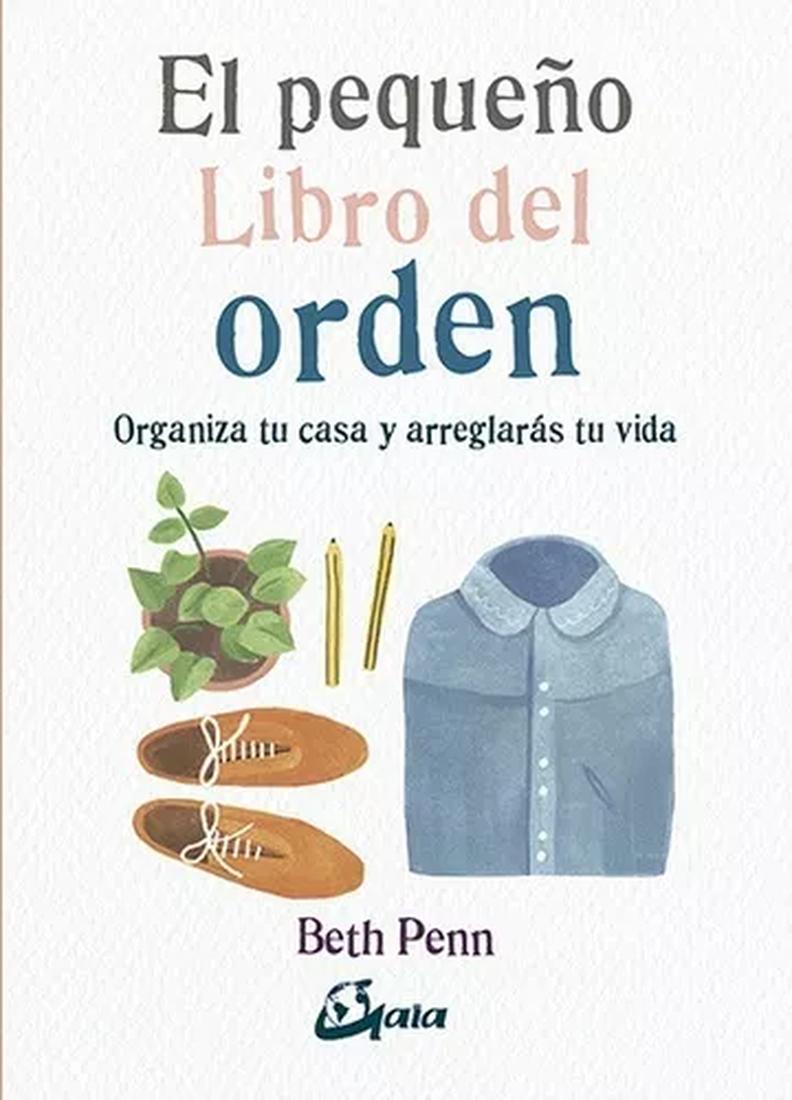 El pequeño
Libro del
orden
Organiza tu casa y arreglarás tu vida
Beth Penn
Gaia